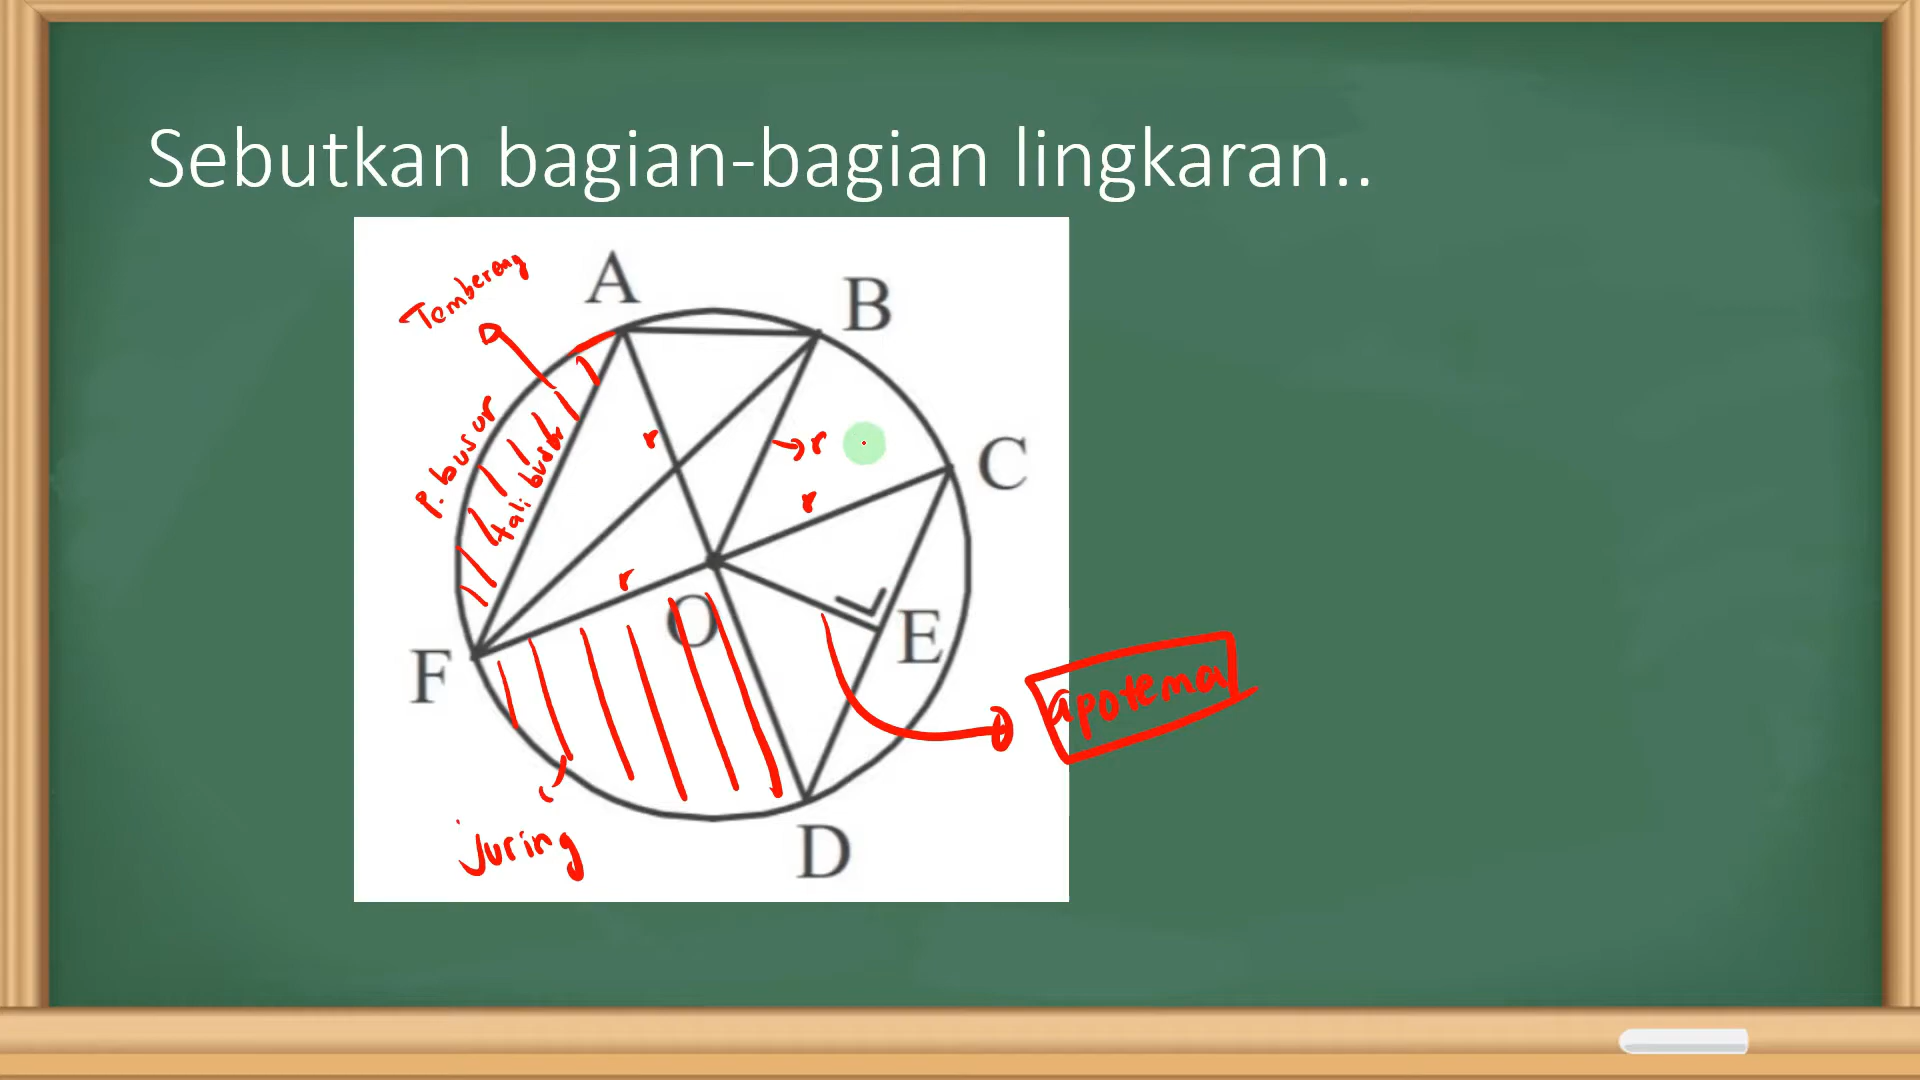 Sebutkan bagian-bagian lingkaran..
Tembereng
A
B
P. busur
tali busur
r
r
C
r
r
O
E
F
apotema
juring
D